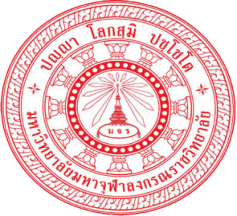 ปญฺญา โลกสฺมิ ปชฺโชโต
มจร
มหาวิทยาลัยมหาจุฬาลงกรณราชวิทยาลัย